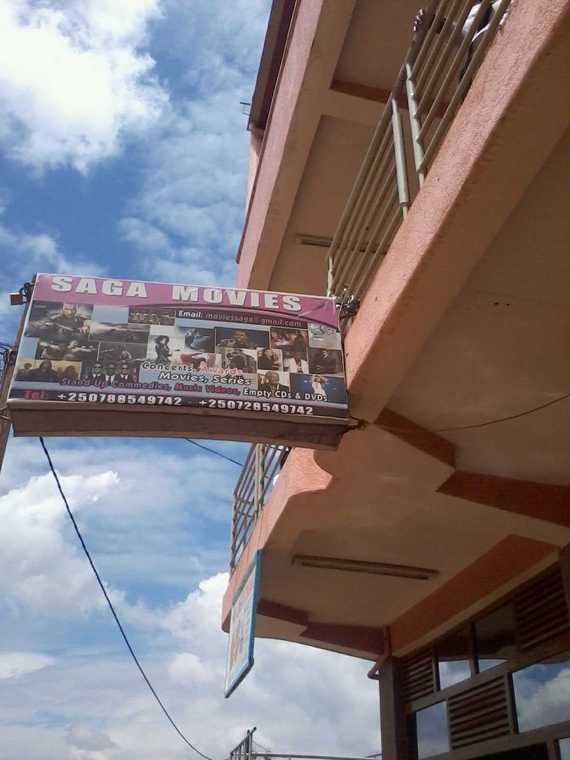 SAGA MOVIES
Email: moviessaga@gmail.com
Concerts, Awards,
Movies, Series
Stand Up Commedies, Music Videos, Empty CDs & DVDs
Tel: +250788549742 +250728549742